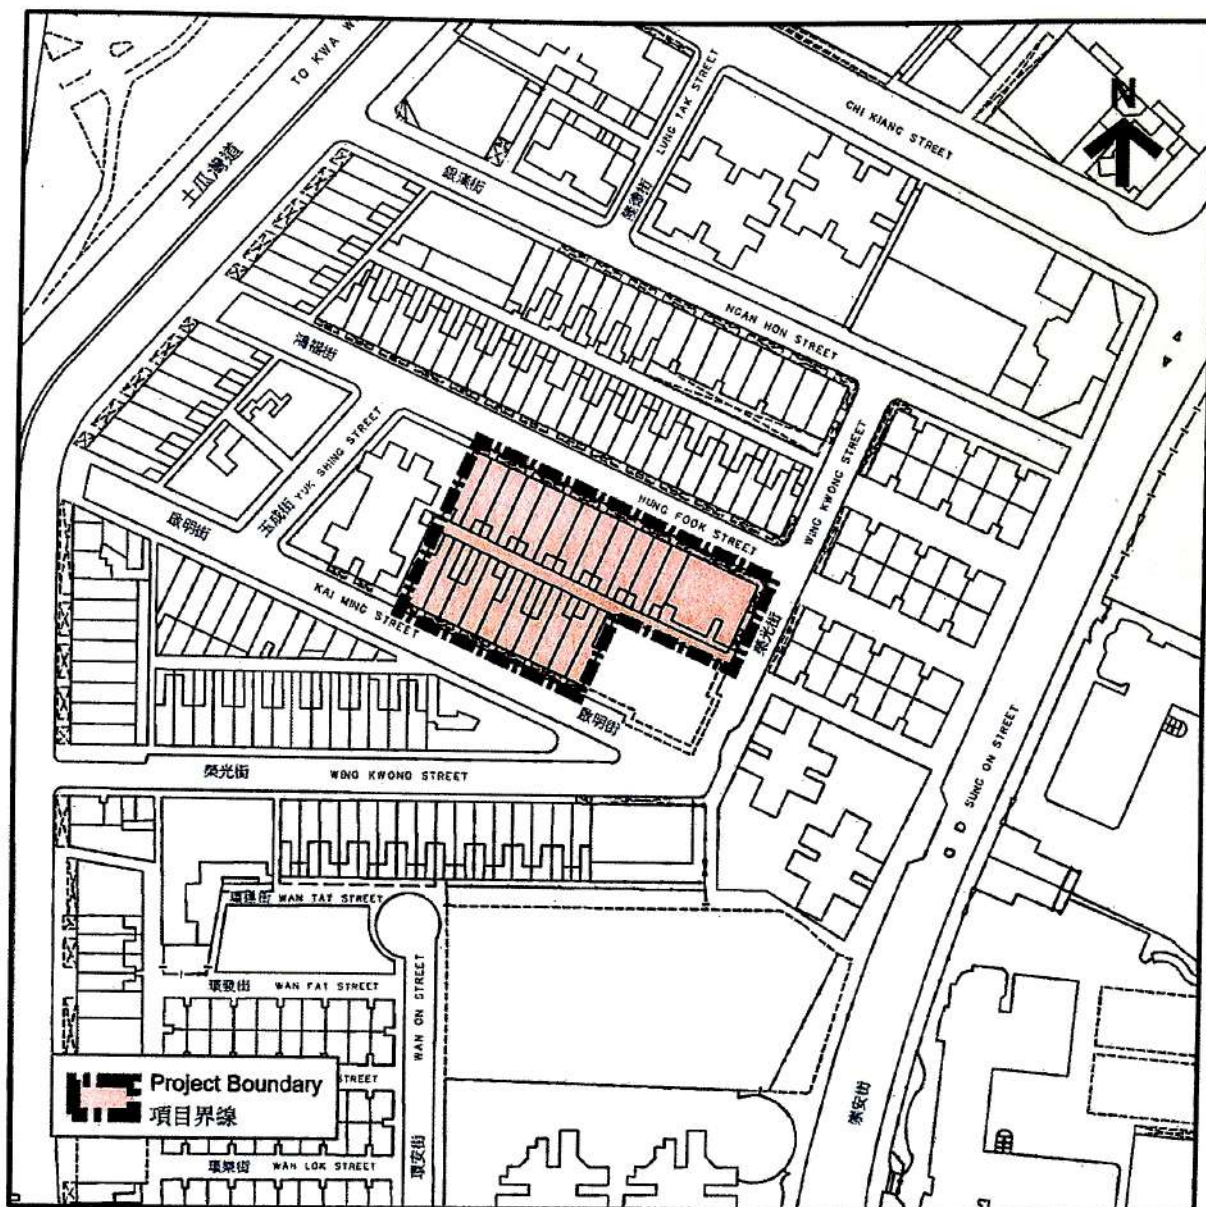 TO KWA W
土瓜灣道
LUNG TAK STREET
隆德街
CHI KIANG STREET
N
銀漢街
NGAN HON STREET
鴻福街
HUNG FOOK STREET
YUK SHING STREET
玉成街
WING KWONG STREET
榮光街
啟明街
KAI MING STREET
啟明街
榮光街
WING KWONG STREET
SUNG ON STREET
環達街 WAN TAT STREET
環發街 WAN FAT STREET
WAN ON STREET
環安街
STREET
環樂街 WAN LOK STREET
崇安街
Project Boundary
項目界線